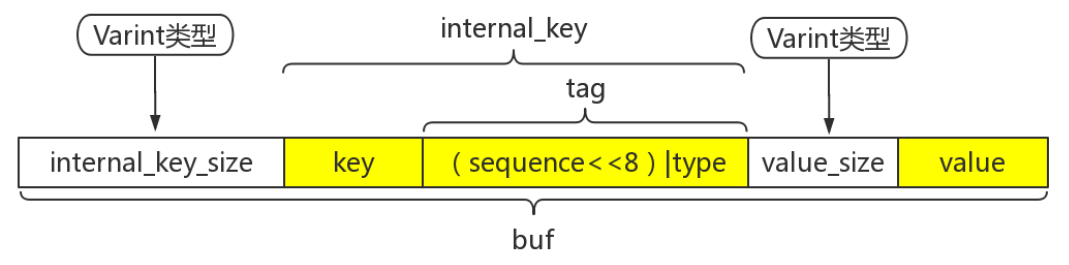 Varint类型
internal_key
Varint类型
tag
internal_key_size
key
（sequence<<8）|type
value_size
value
buf